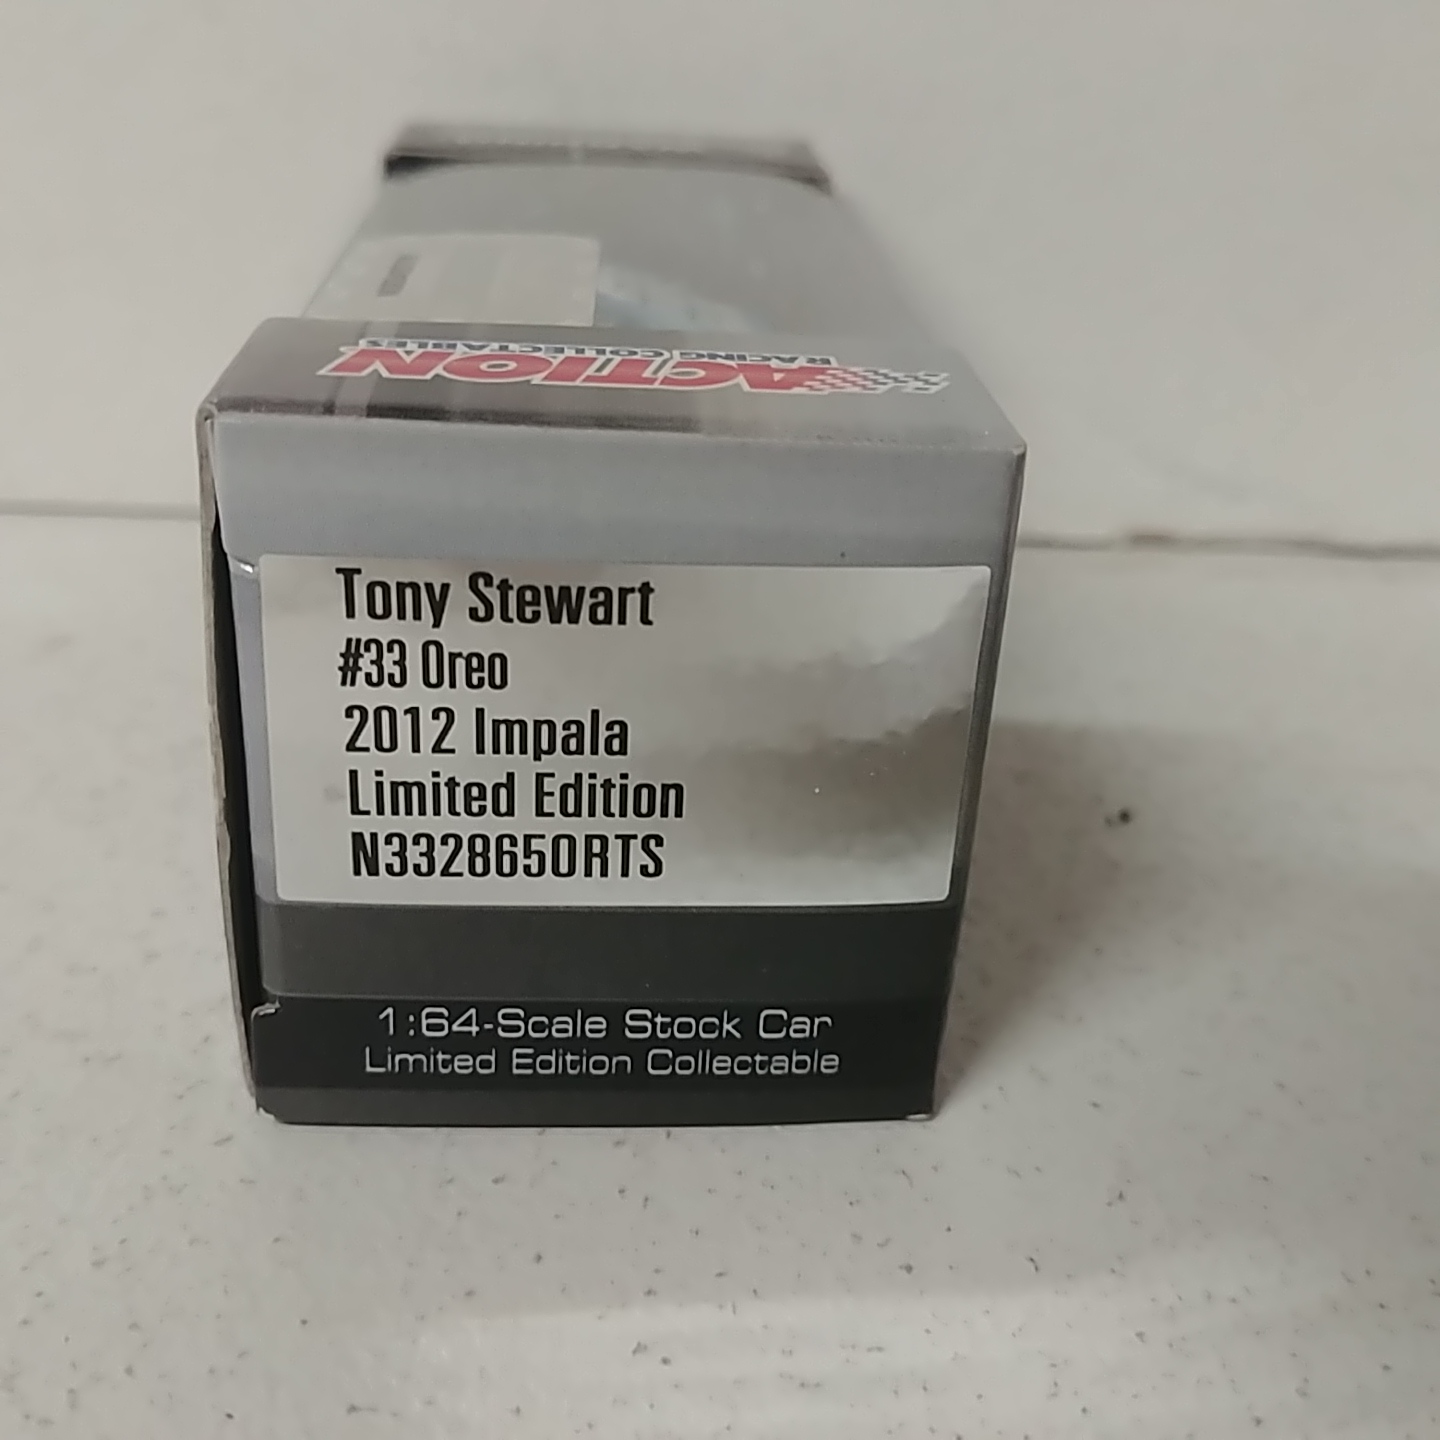 ACTION
RACING COLLECTABLES
Tony Stewart
#33 Oreo
2012 Impala
Limited Edition
N332865ORTS
1:64-Scale Stock Car
Limited Edition Collectable